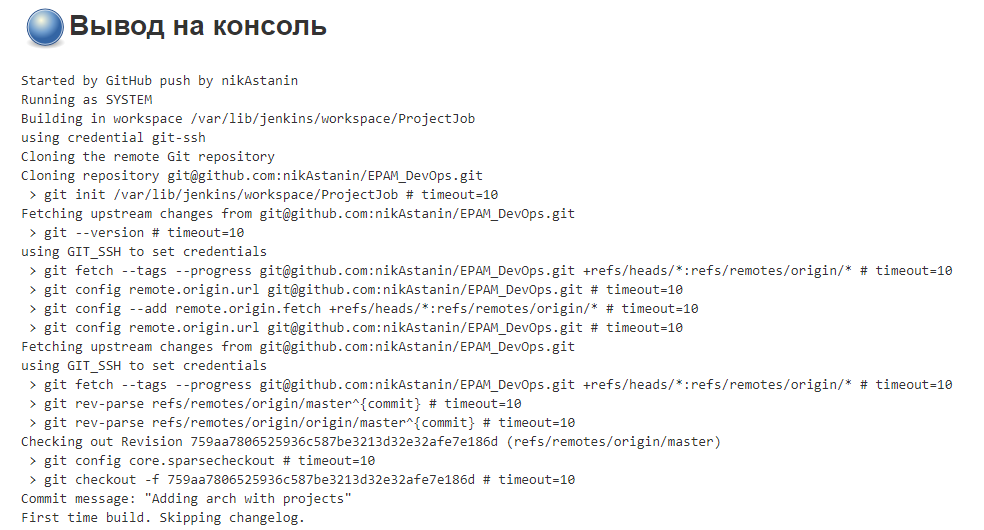 Вывод на консоль
Started by GitHub push by nikAstanin
Running as SYSTEM
Building in workspace /var/lib/jenkins/workspace/ProjectJob
using credential git-ssh
Cloning the remote Git repository
Cloning repository git@github.com:nikAstanin/EPAM_DevOps.git
> git init /var/lib/jenkins/workspace/ProjectJob # timeout=10
Fetching upstream changes from git@github.com:nikAstanin/EPAM_DevOps.git
> git --version # timeout=10
using GIT_SSH to set credentials
> git fetch --tags --progress git@github.com:nikAstanin/EPAM_DevOps.git +refs/heads/*:refs/remotes/origin/* # timeout=10
> git config remote.origin.url git@github.com:nikAstanin/EPAM_DevOps.git # timeout=10
> git config --add remote.origin.fetch +refs/heads/*:refs/remotes/origin/* # timeout=10
> git config remote.origin.url git@github.com:nikAstanin/EPAM_DevOps.git # timeout=10
Fetching upstream changes from git@github.com:nikAstanin/EPAM_DevOps.git
using GIT_SSH to set credentials
> git fetch --tags --progress git@github.com:nikAstanin/EPAM_DevOps.git +refs/heads/*:refs/remotes/origin/* # timeout=10
> git rev-parse refs/remotes/origin/master^{commit} # timeout=10
> git rev-parse refs/remotes/origin/origin/master^{commit} # timeout=10
Checking out Revision 759aa7806525936c587be3213d32e32afe7e186d (refs/remotes/origin/master)
> git config core.sparsecheckout # timeout=10
> git checkout -f 759aa7806525936c587be3213d32e32afe7e186d # timeout=10
Commit message: "Adding arch with projects"
First time build. Skipping changelog.